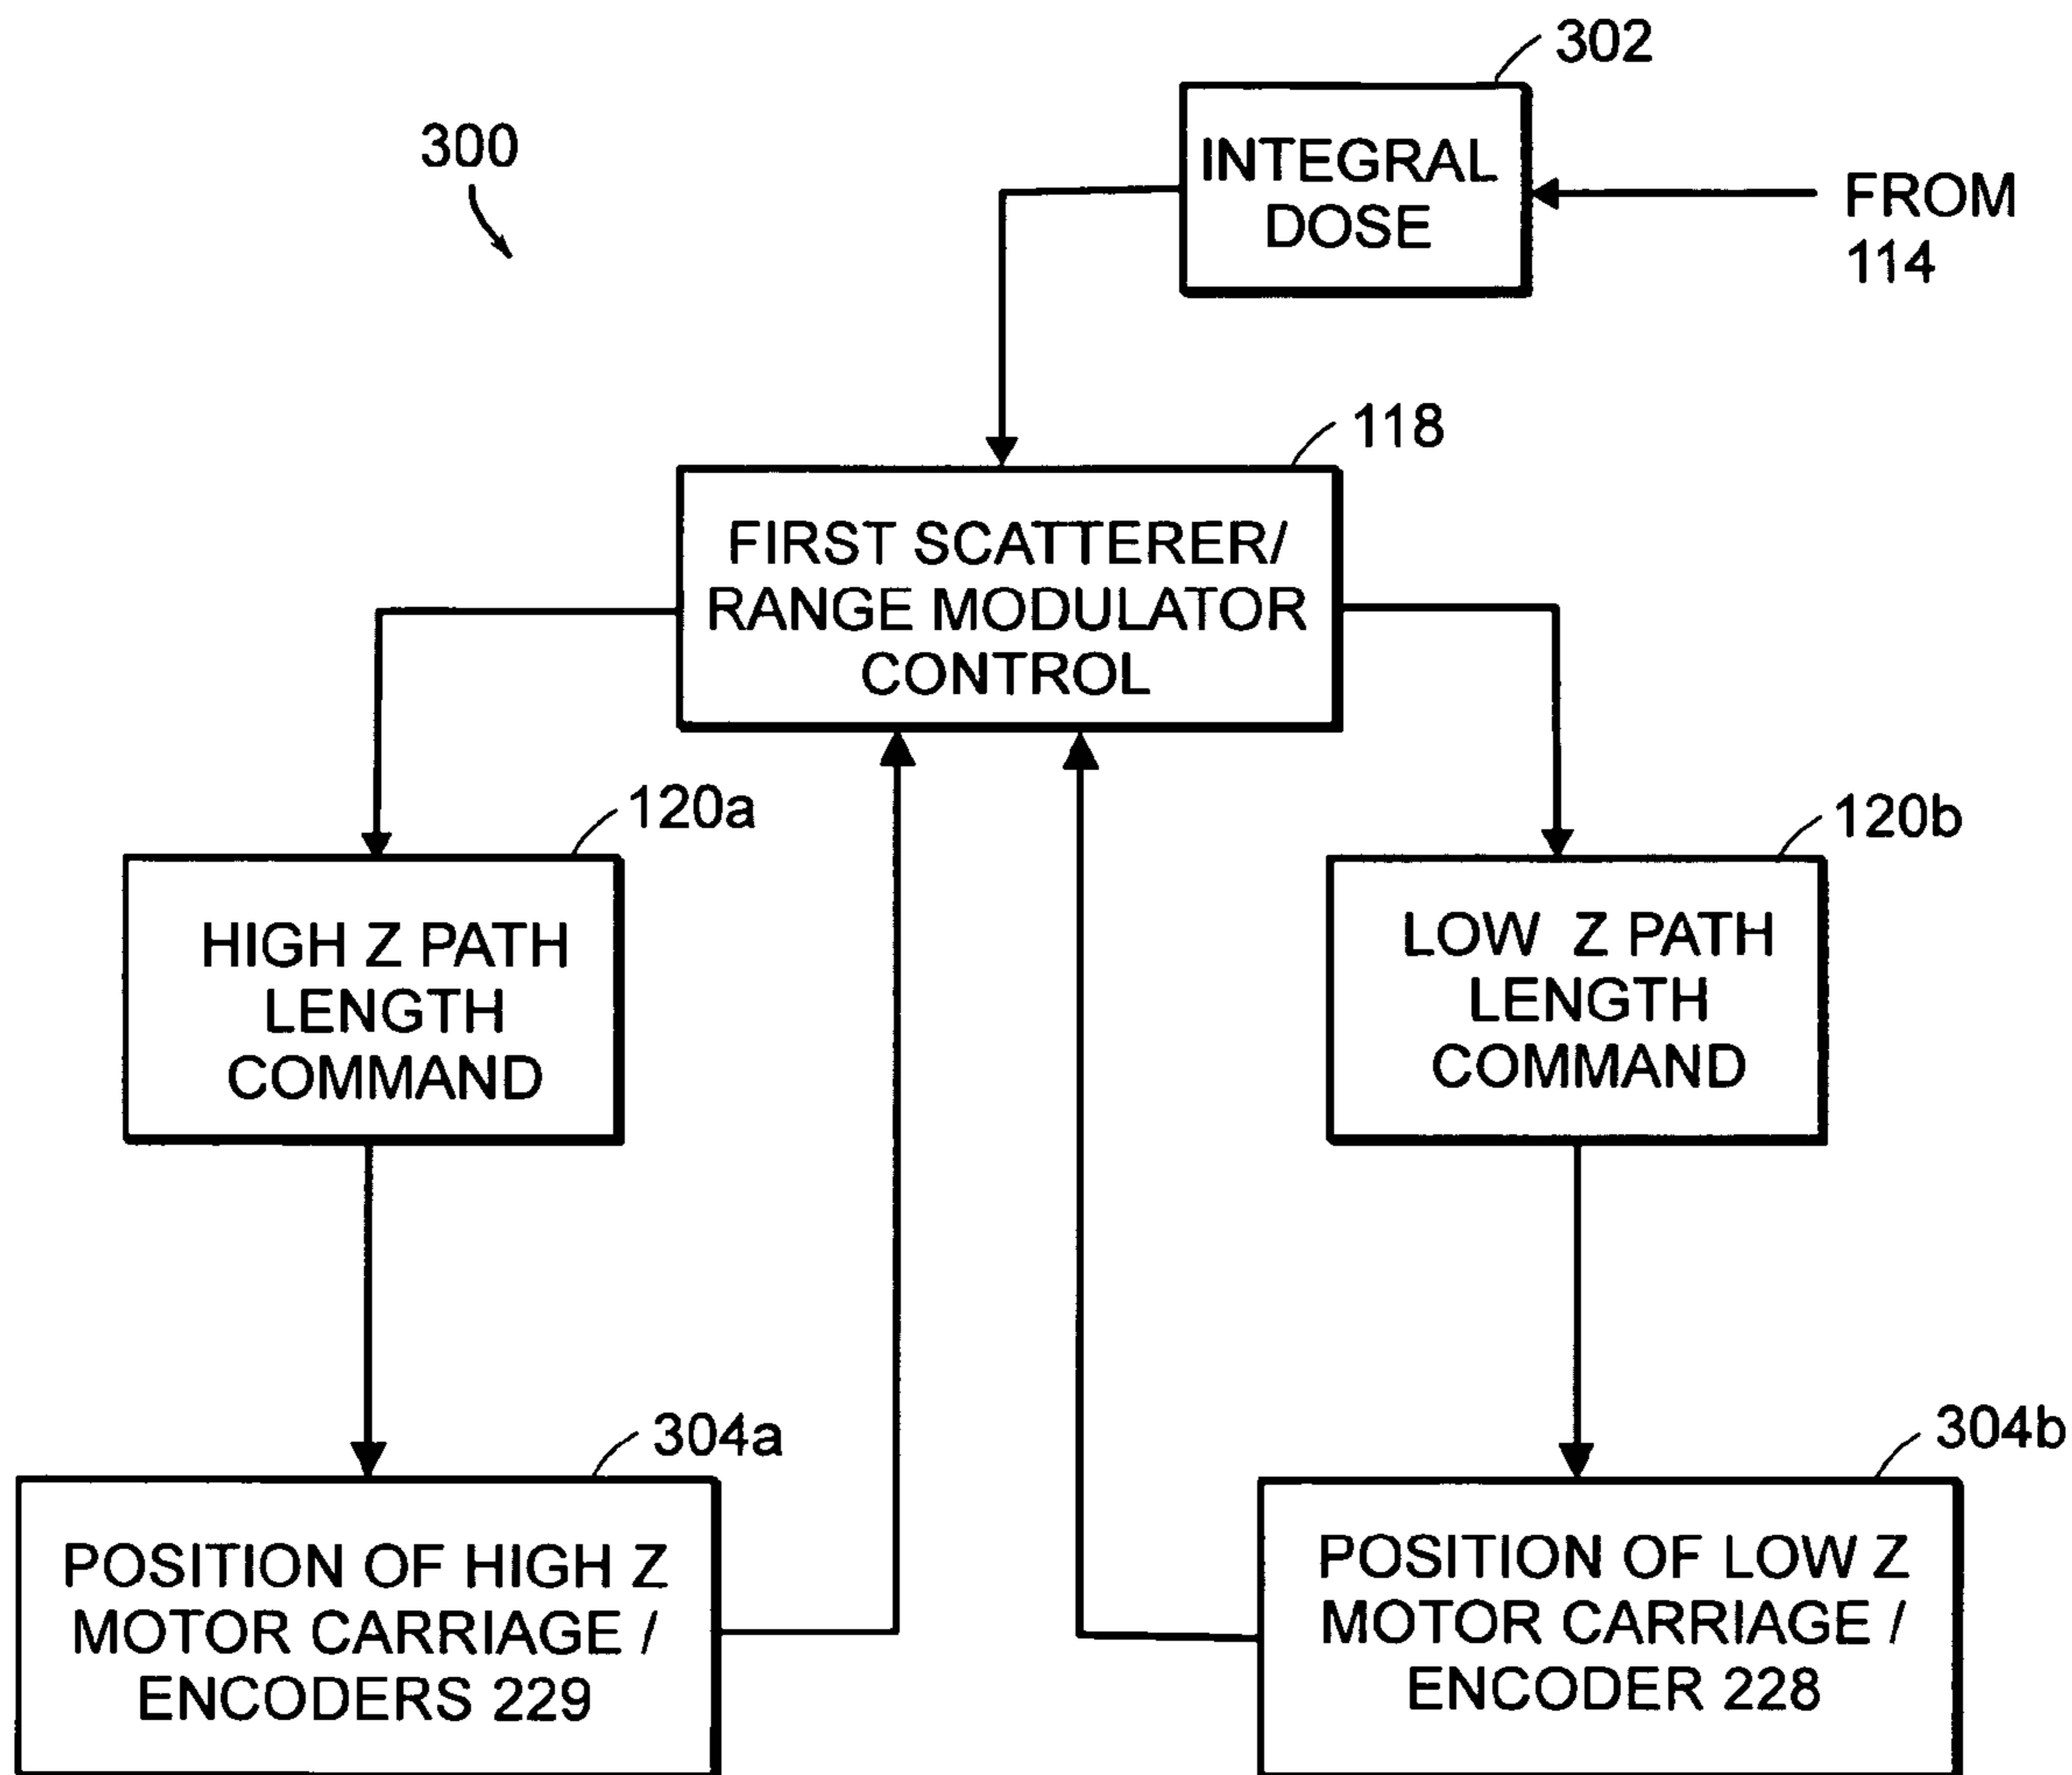 302
300
INTEGRAL
DOSE
FROM
114
118
FIRST SCATTERER/
RANGE MODULATOR
CONTROL
120a
120b
HIGH Z PATH
LENGTH
COMMAND
LOW Z PATH
LENGTH
COMMAND
304a
304b
POSITION OF HIGH Z
MOTOR CARRIAGE /
ENCODERS 229
POSITION OF LOW Z
MOTOR CARRIAGE /
ENCODER 228